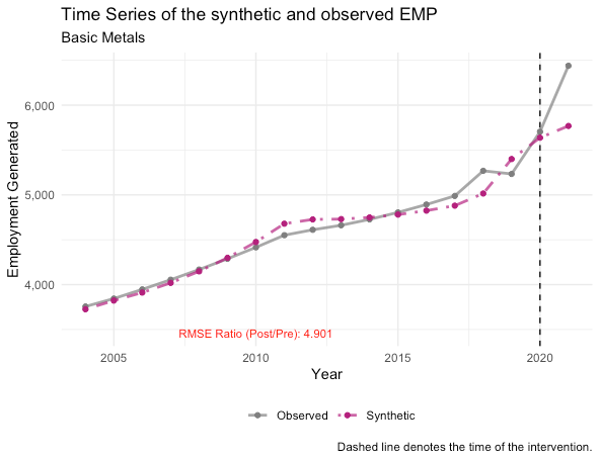 Time Series of the synthetic and observed EMP
Basic Metals
6,000
5,000
4,000
Employment Generated
RMSE Ratio (Post/Pre): 4.901
2005 2010 2015 2020
Year
Observed Synthetic
Dashed line denotes the time of the intervention.